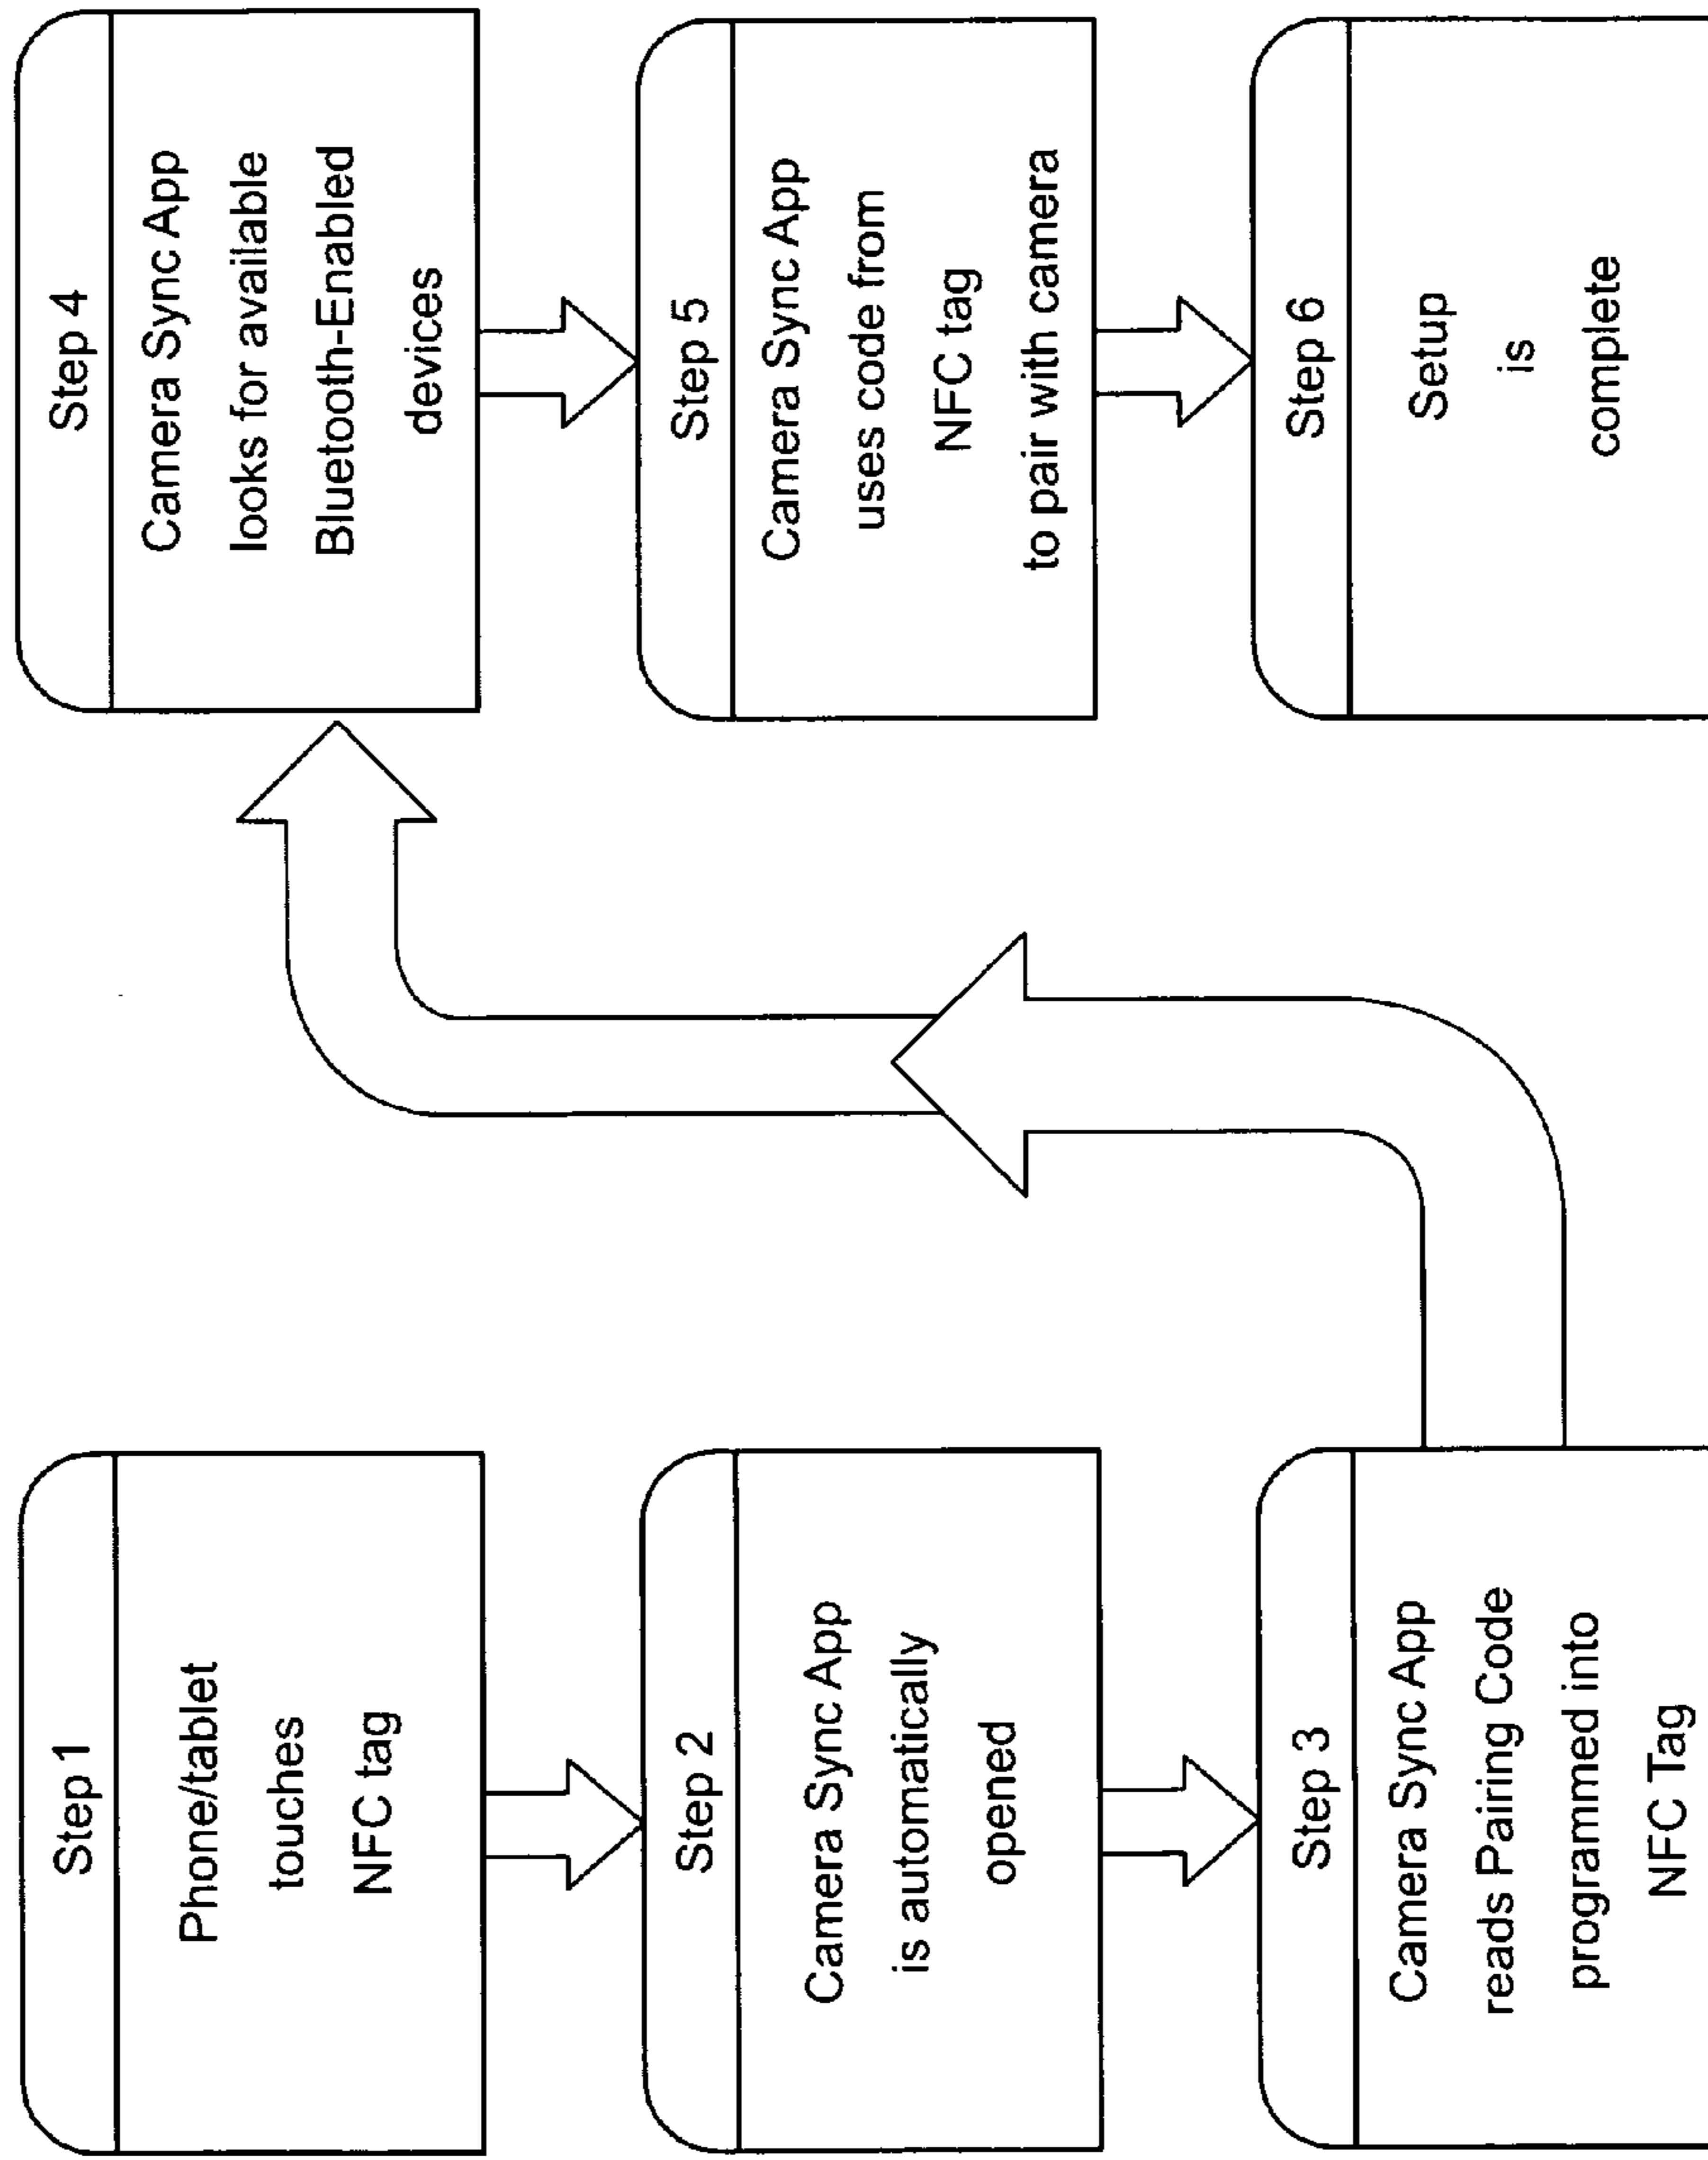 Step 1
Phone/tablet
touches
NFC tag
Step 2
Camera Sync App
is automatically
opened
Step 3
Camera Sync App
reads Pairing Code
programmed into
NFC Tag
Step 4
Camera Sync App
looks for available
Bluetooth-Enabled
devices
Step 5
Camera Sync App
uses code from
NFC tag
to pair with camera
Step 6
Setup
is
complete